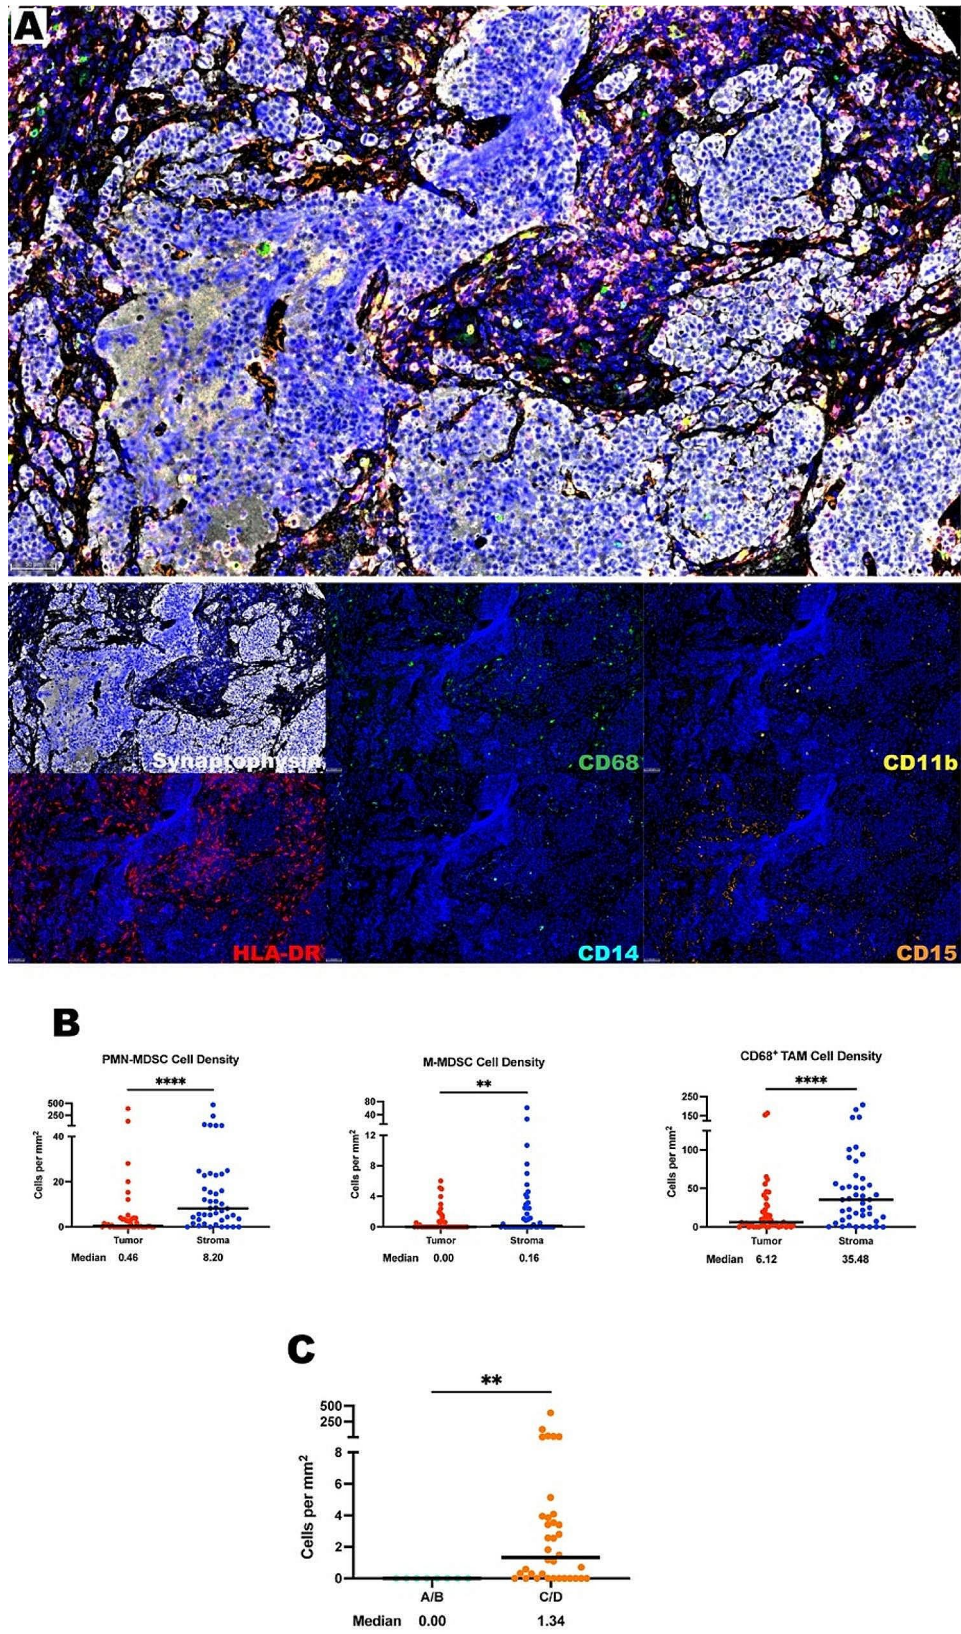 A
Synaptophysin
CD68
CD11b
HLA-DR
CD14
CD15
B
PMN-MDSC Cell Density
****
Cells per mm²
500
250
40
20
0
Tumor Stroma
Median 0.46 8.20
M-MDSC Cell Density
**
Cells per mm²
80
40
12
8
4
0
Tumor Stroma
Median 0.00 0.16
CD68⁺ TAM Cell Density
****
Cells per mm²
250
150
100
50
0
Tumor Stroma
Median 6.12 35.48
C
**
Cells per mm²
500
250
8
6
4
2
0
A/B C/D
Median 0.00 1.34